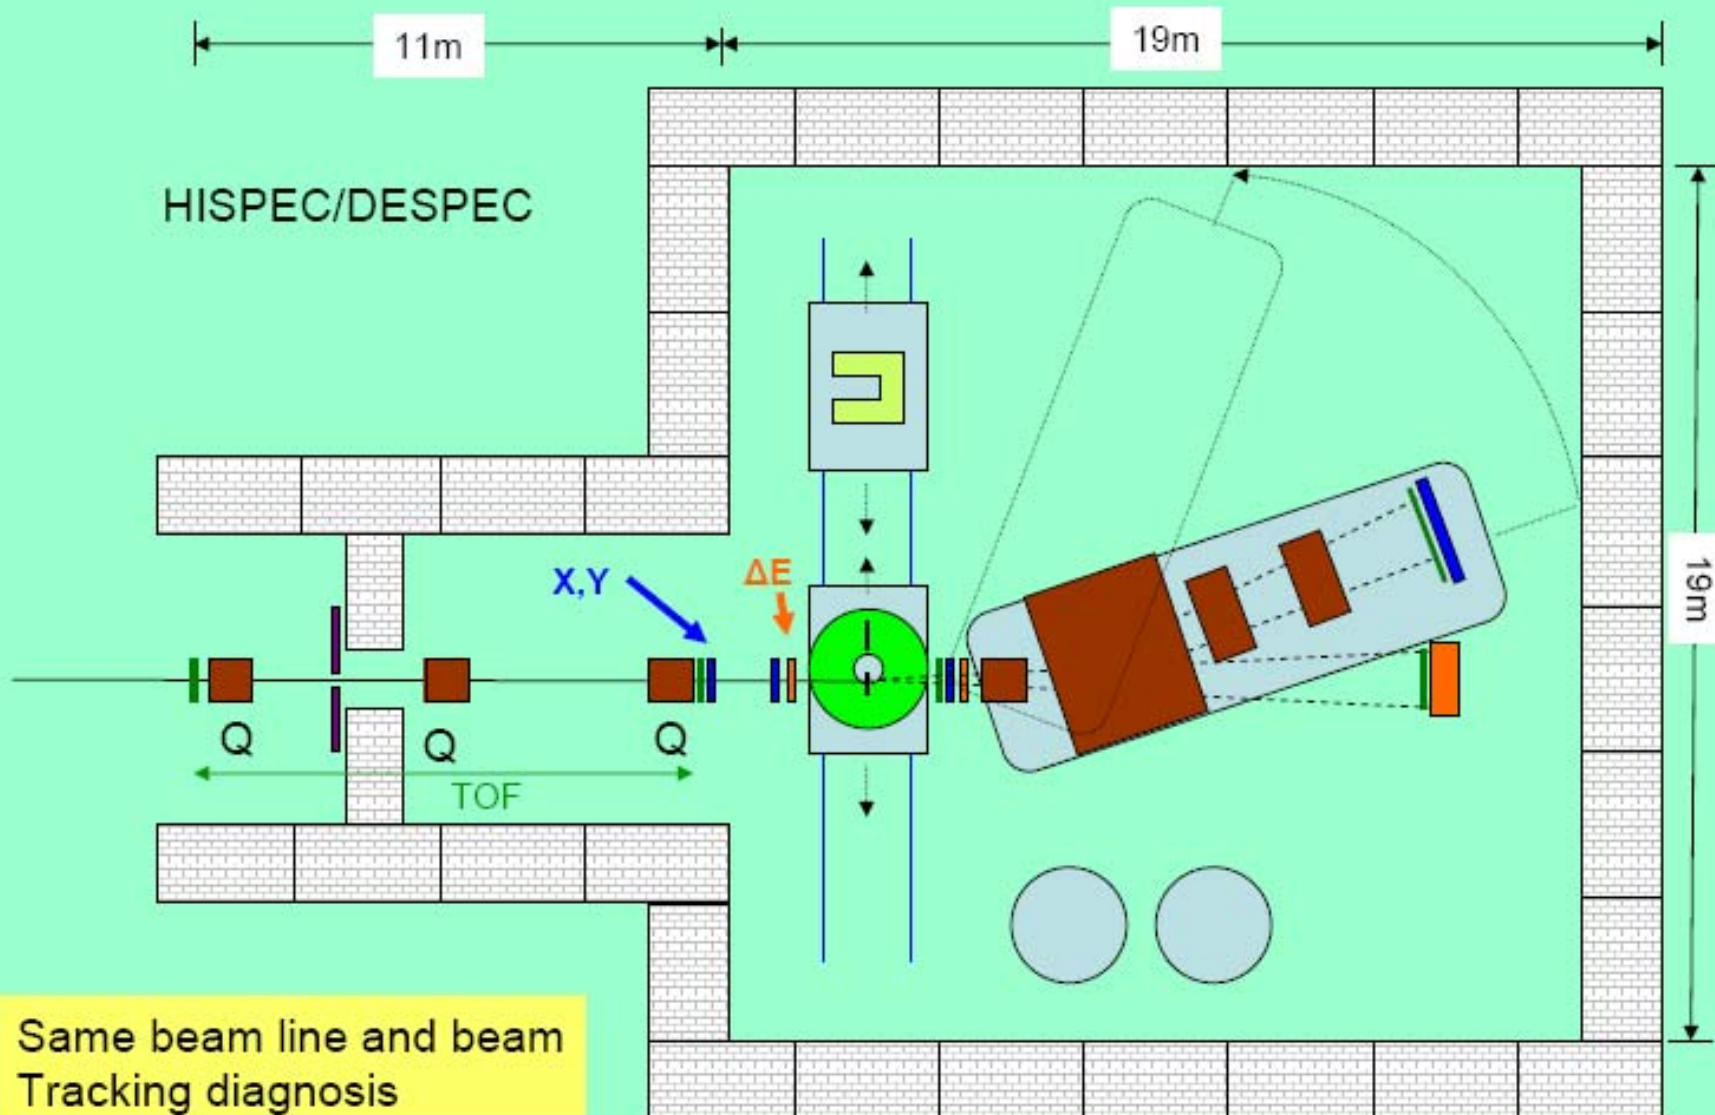 11m
19m
HISPEC/DESPEC
X,Y
ΔE
19m
Q
Q
Q
TOF
Same beam line and beam
Tracking diagnosis